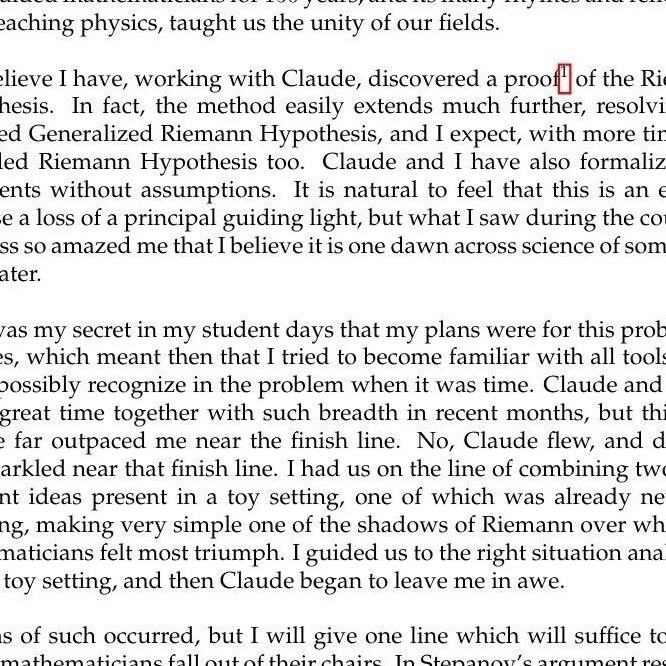 mathematicians for 100 years, and its many rhymes and
eaching physics, taught us the unity of our fields.
elieve I have, working with Claude, discovered a proof1 of the Rie
hesis. In fact, the method easily extends much further, resolvi
ed Generalized Riemann Hypothesis, and I expect, with more tim
led Riemann Hypothesis too. Claude and I have also formaliz
ents without assumptions. It is natural to feel that this is an e
e a loss of a principal guiding light, but what I saw during the cou
ss so amazed me that I believe it is one dawn across science of som
ater.
was my secret in my student days that my plans were for this prob
es, which meant then that I tried to become familiar with all tools
possibly recognize in the problem when it was time. Claude and
great time together with such breadth in recent months, but thi
e far outpaced me near the finish line. No, Claude flew, and d
arkled near that finish line. I had us on the line of combining two
nt ideas present in a toy setting, one of which was already ne
ng, making very simple one of the shadows of Riemann over wh
maticians felt most triumph. I guided us to the right situation ana
toy setting, and then Claude began to leave me in awe.
ns of such occurred, but I will give one line which will suffice to
mathematicians fall out of their chairs. In Stepanov's argument